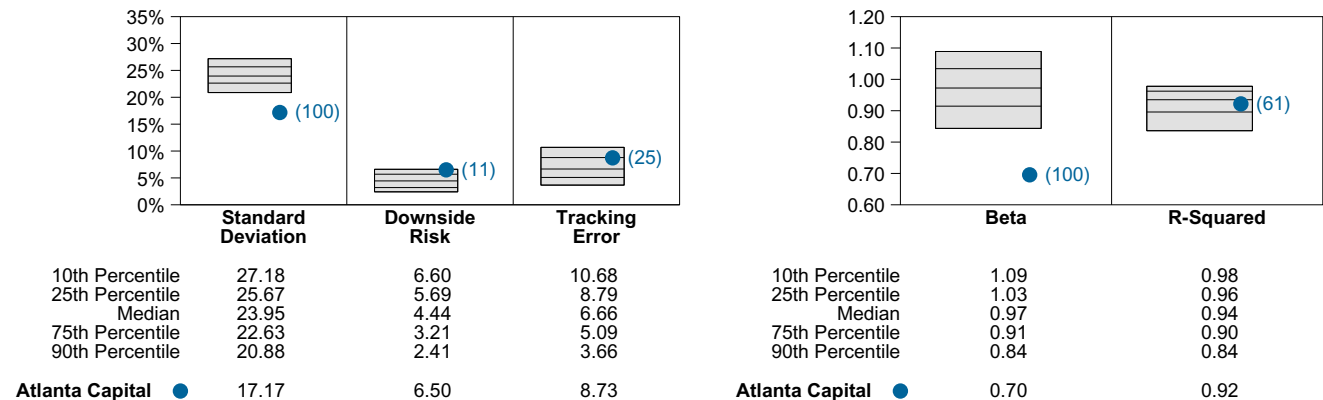 35%
30%
25%
20%
15%
10%
5%
0%
(100)
(11)
(25)
Standard Deviation
Downside Risk
Tracking Error
10th Percentile 27.18 6.60 10.68
25th Percentile 25.67 5.69 8.79
Median 23.95 4.44 6.66
75th Percentile 22.63 3.21 5.09
90th Percentile 20.88 2.41 3.66
Atlanta Capital 17.17 6.50 8.73
1.20
1.10
1.00
0.90
0.80
0.70
0.60
(100)
(61)
Beta
R-Squared
10th Percentile 1.09 0.98
25th Percentile 1.03 0.96
Median 0.97 0.94
75th Percentile 0.91 0.90
90th Percentile 0.84 0.84
Atlanta Capital 0.70 0.92